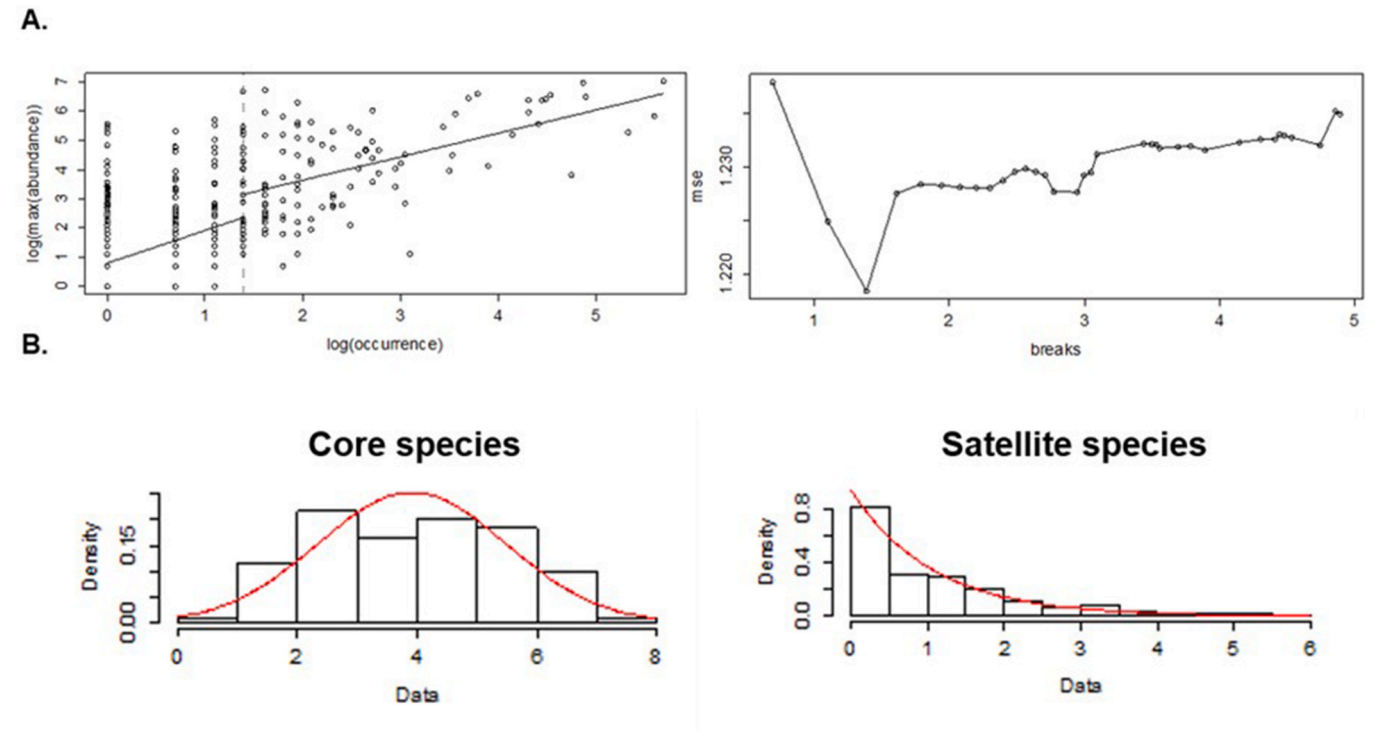 A.
log(max(abundance))
7
6
5
4
3
2
1
0
0 1 2 3 4 5
log(occurrence)
mse
1.230
1.220
1 2 3 4 5
breaks
B.
Core species
Density
0.15
0.00
0 2 4 6 8
Data
Satellite species
Density
0.8
0.4
0.0
0 1 2 3 4 5 6
Data